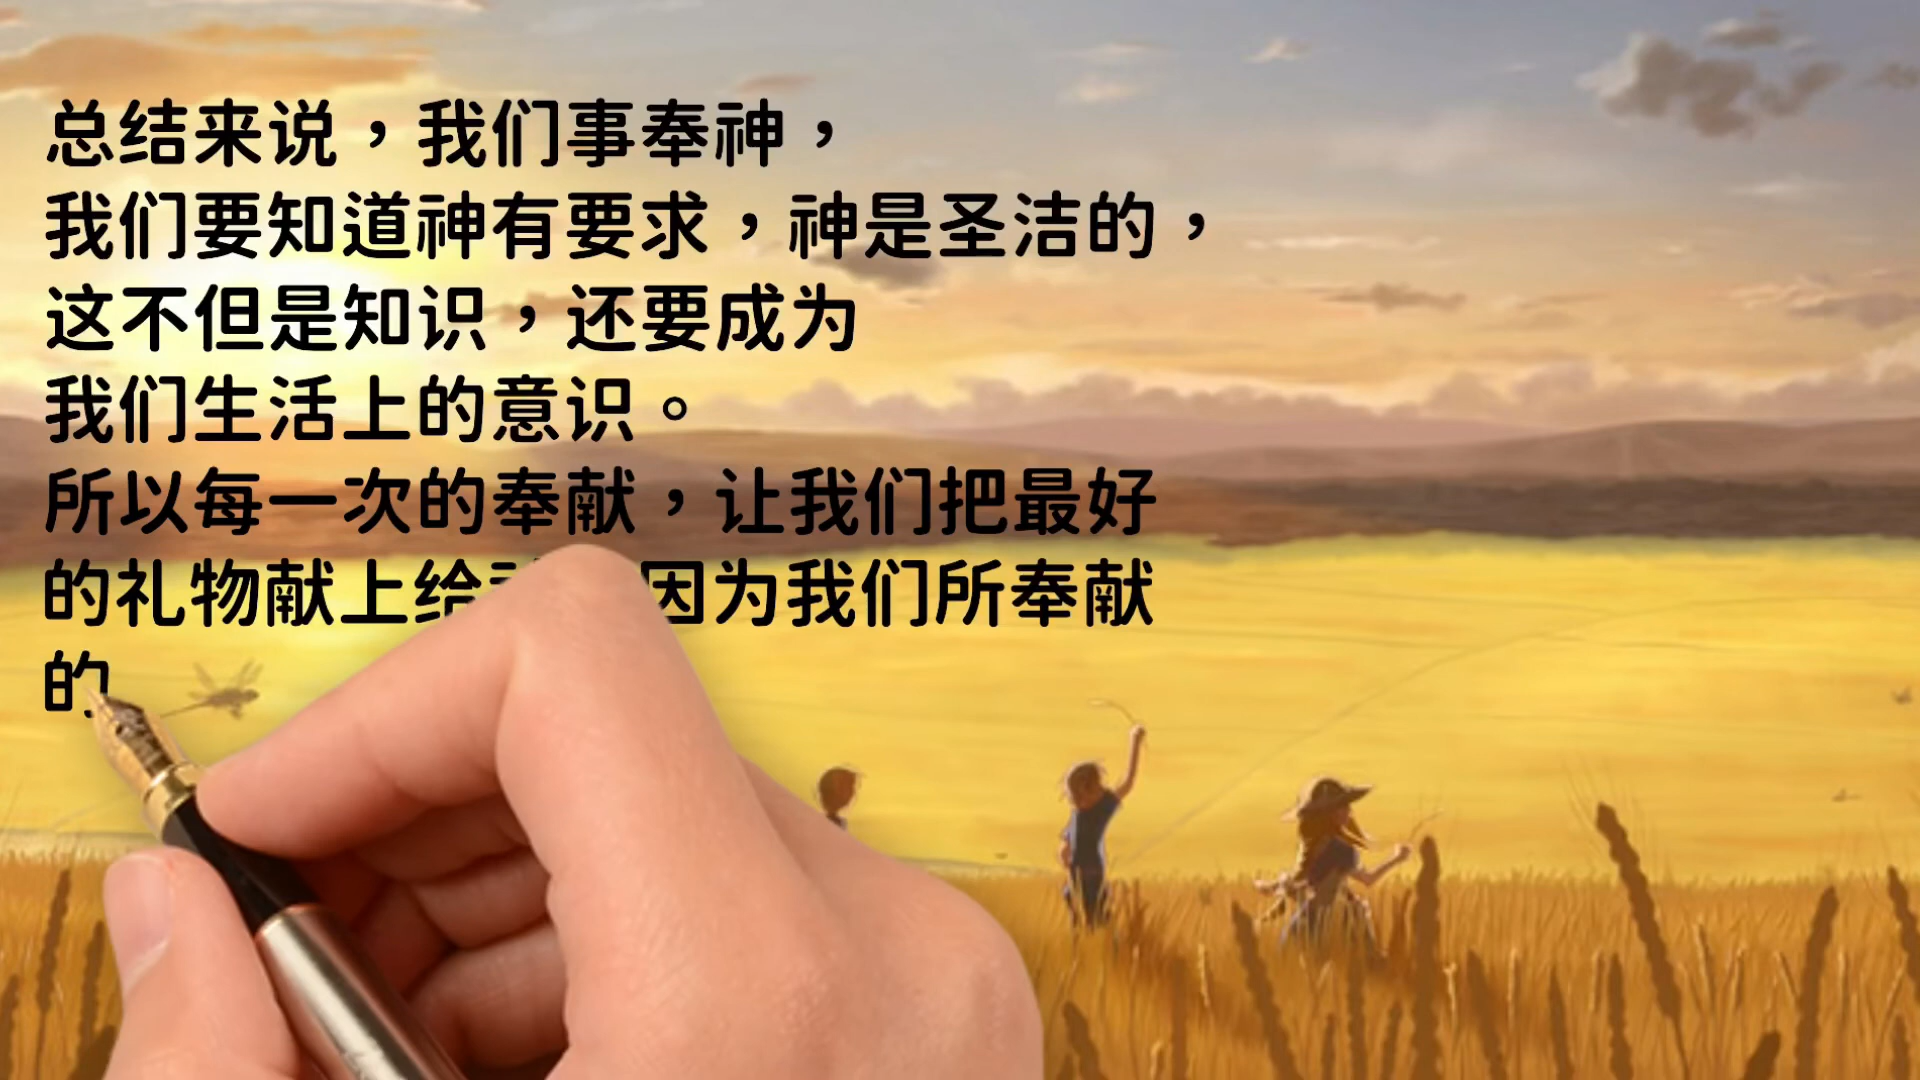 总结来说，我们事奉神，
我们要知道神有要求，神是圣洁的，
这不但是知识，还要成为
我们生活上的意识。
所以每一次的奉献，让我们把最好
的礼物献上给 因为我们所奉献
的